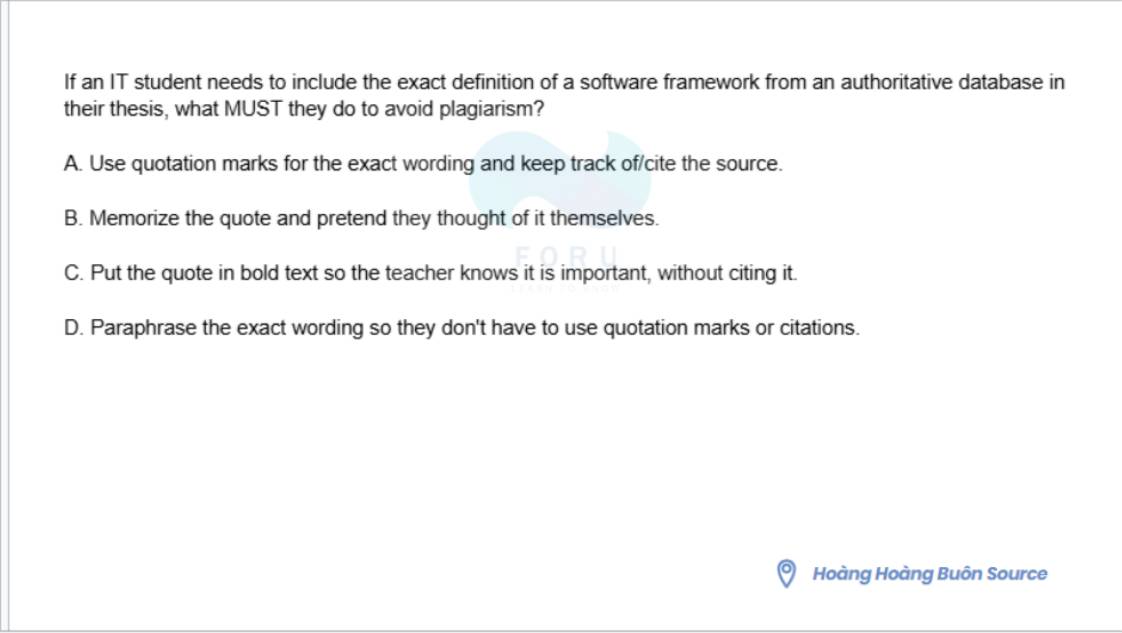 If an IT student needs to include the exact definition of a software framework from an authoritative database in
their thesis, what MUST they do to avoid plagiarism?
A. Use quotation marks for the exact wording and keep track of/cite the source.
B. Memorize the quote and pretend they thought of it themselves.
FORU
C. Put the quote in bold text so the teacher knows it is important, without citing it.
LEARN TO KNOW
D. Paraphrase the exact wording so they don't have to use quotation marks or citations.
Hoàng Hoàng Buôn Source